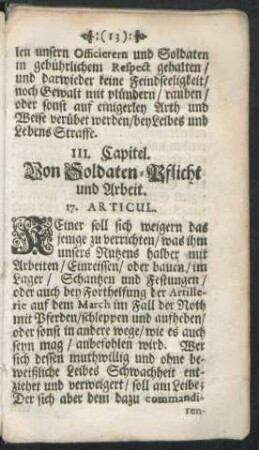 :(13):
len unsern Officierern und Soldaten
in gebührlichem Respect gehalten /
und darwieder keine Feindseeligkeit /
noch Gewalt mit plündern / rauben /
oder sonst auf einigerley Arth und
Weise verübet werden / bey Leibes und
Lebens Straffe.
III. Capitel.
Von Soldaten-Pflicht
und Arbeit.
17. ARTICUL.
KEiner soll sich weigern das
jenige zu verrichten / was ihm
unsers Nutzens halber mit
Arbeiten / Einreissen / oder bauen / im
Lager / Schantzen und Festungen /
oder auch bey Forthelffung der Artille-
rie auf dem March im Fall der Noth
mit Pferden / schleppen und aufheben /
oder sonst in andere wege / wie es auch
seyn mag / anbefohlen wird. Wer
sich dessen muthwillig und ohne be-
weißliche Leibes Schwachheit ent-
ziehet und verweigert / soll am Leibe;
Der sich aber dem dazu commandi-
ren-